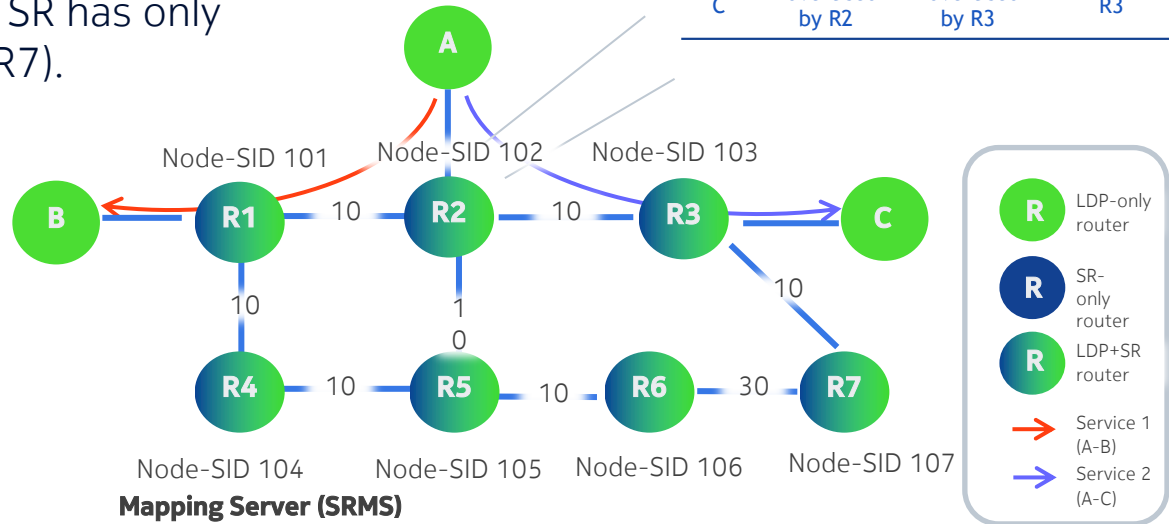 SR has only
R7).
C
by R2
by R3
R3
A
Node-SID 101
Node-SID 102
Node-SID 103
B
R1
10
R2
10
R3
C
10
1
0
10
R4
10
R5
10
R6
30
R7
Node-SID 104
Node-SID 105
Node-SID 106
Node-SID 107
Mapping Server (SRMS)
R
LDP-only
router
R
SR-
only
router
R
LDP+SR
router
Service 1
(A-B)
Service 2
(A-C)